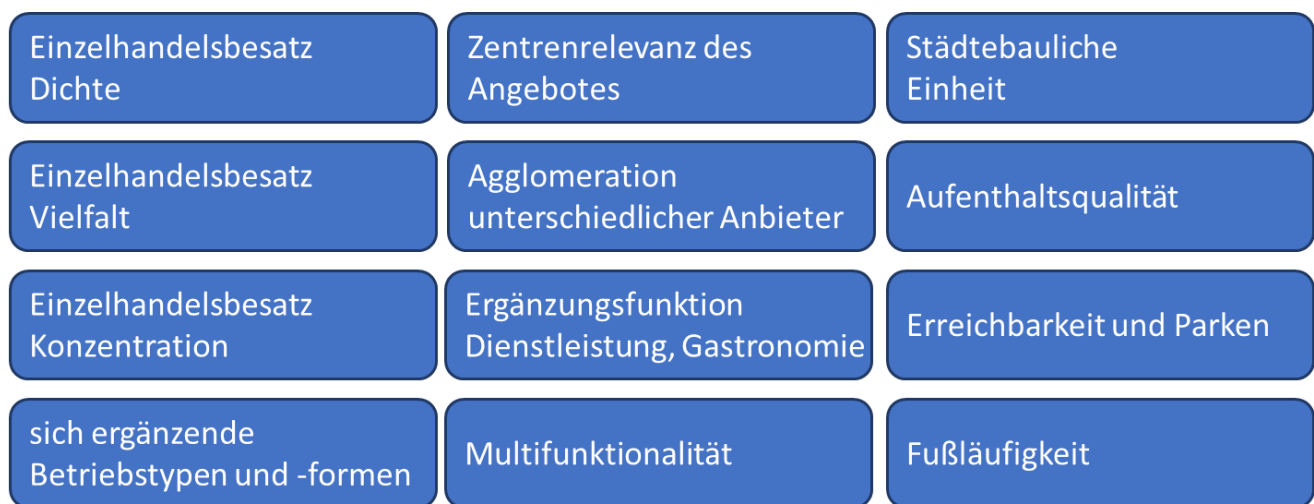 Einzelhandelsbesatz
Dichte
Zentrenrelevanz des
Angebotes
Städtebauliche
Einheit
Einzelhandelsbesatz
Vielfalt
Agglomeration
unterschiedlicher Anbieter
Aufenthaltsqualität
Einzelhandelsbesatz
Konzentration
Ergänzungsfunktion
Dienstleistung, Gastronomie
Erreichbarkeit und Parken
sich ergänzende
Betriebstypen und -formen
Multifunktionalität
Fußläufigkeit